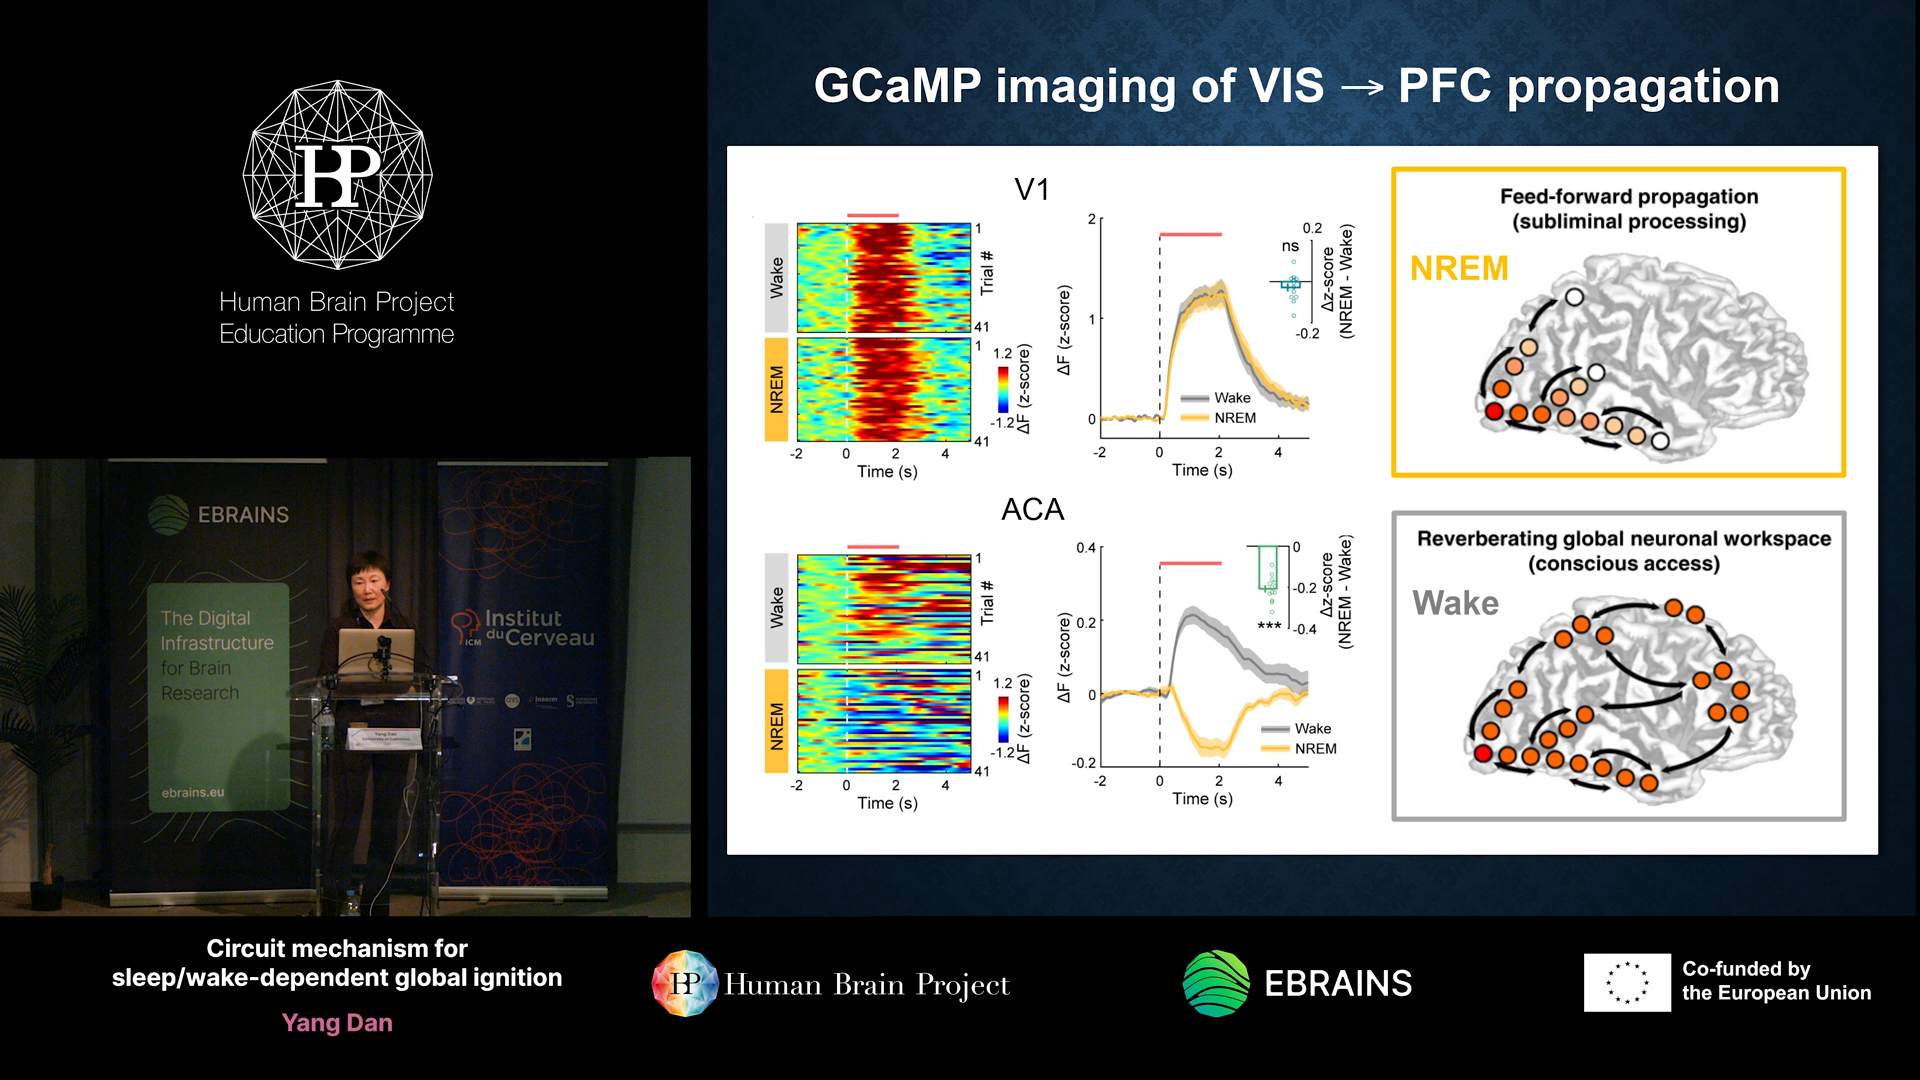 HP
Human Brain Project
Education Programme
EBRAINS
The Digital
Infrastructure
for Brain
Research
ebrains.eu
ICM
Institut
du Cerveau
Inserm
Yang Dan
GCaMP imaging of VIS → PFC propagation
V1
Wake
NREM
1
Trial #
41
1
41
1.2
-1.2
ΔF (z-score)
-2
0
2
4
Time (s)
2
1
0
ΔF (z-score)
Wake
NREM
-2
0
2
4
Time (s)
ns
0.2
-0.2
Δz-score
(NREM - Wake)
ACA
Wake
NREM
1
Trial #
41
1
41
1.2
-1.2
ΔF (z-score)
-2
0
2
4
Time (s)
0.4
0.2
0
-0.2
ΔF (z-score)
Wake
NREM
-2
0
2
4
Time (s)
0
-0.2
-0.4
***
Δz-score
(NREM - Wake)
Feed-forward propagation
(subliminal processing)
NREM
Reverberating global neuronal workspace
(conscious access)
Wake
Circuit mechanism for
sleep/wake-dependent global ignition
Yang Dan
HP
Human Brain Project
EBRAINS
Co-funded by
the European Union